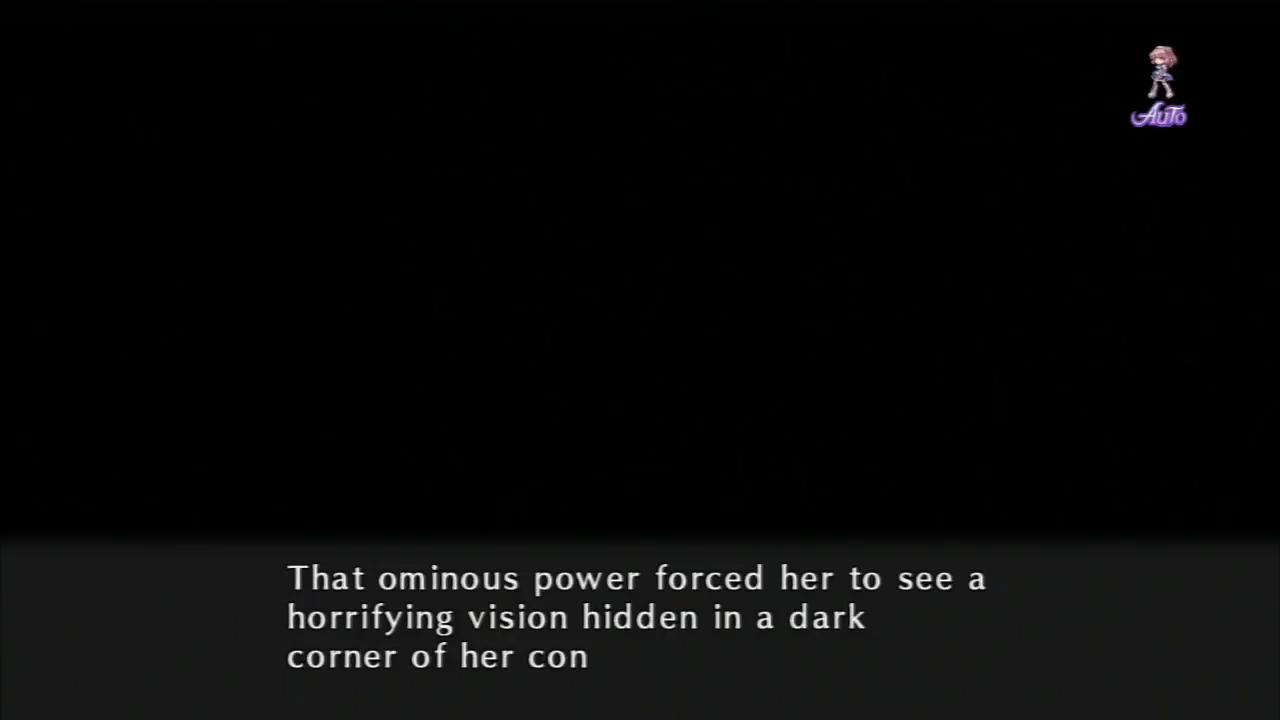 Auto
That ominous power forced her to see a
horrifying vision hidden in a dark
corner of her con